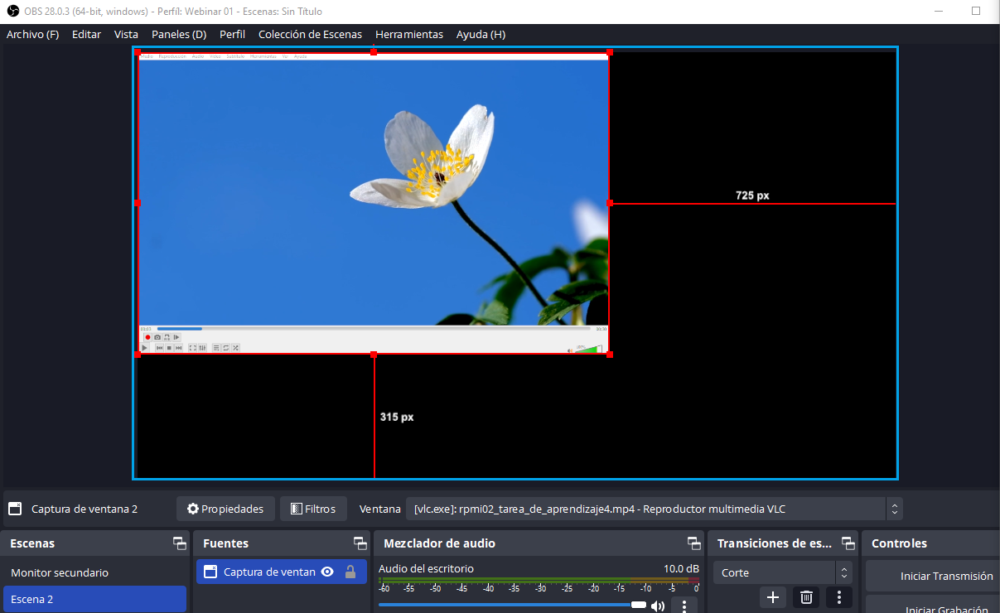 OBS 28.0.3 (64-bit, windows) - Perfíl: Webinar 01 - Escenas: Sin Título
Archivo (F) Editar Vista Paneles (D) Perfil Colección de Escenas Herramientas Ayuda (H)
Medio Reproducción Audio Video Subtítulo Herramientas Ver Ayuda
725 px
315 px
Captura de ventana 2 Propiedades Filtros Ventana [vlc.exe]: rpmi02_tarea_de_aprendizaje4.mp4 - Reproductor multimedia VLC
Escenas
Monitor secundario
Escena 2
Fuentes
Captura de ventan
Mezclador de audio
Audio del escritorio 10.0 dB
-60 -55 -50 -45 -40 -35 -30 -25 -20 -15 -10 -5 0
Transiciones de es...
Corte
Controles
Iniciar Transmisión
Iniciar Grabación